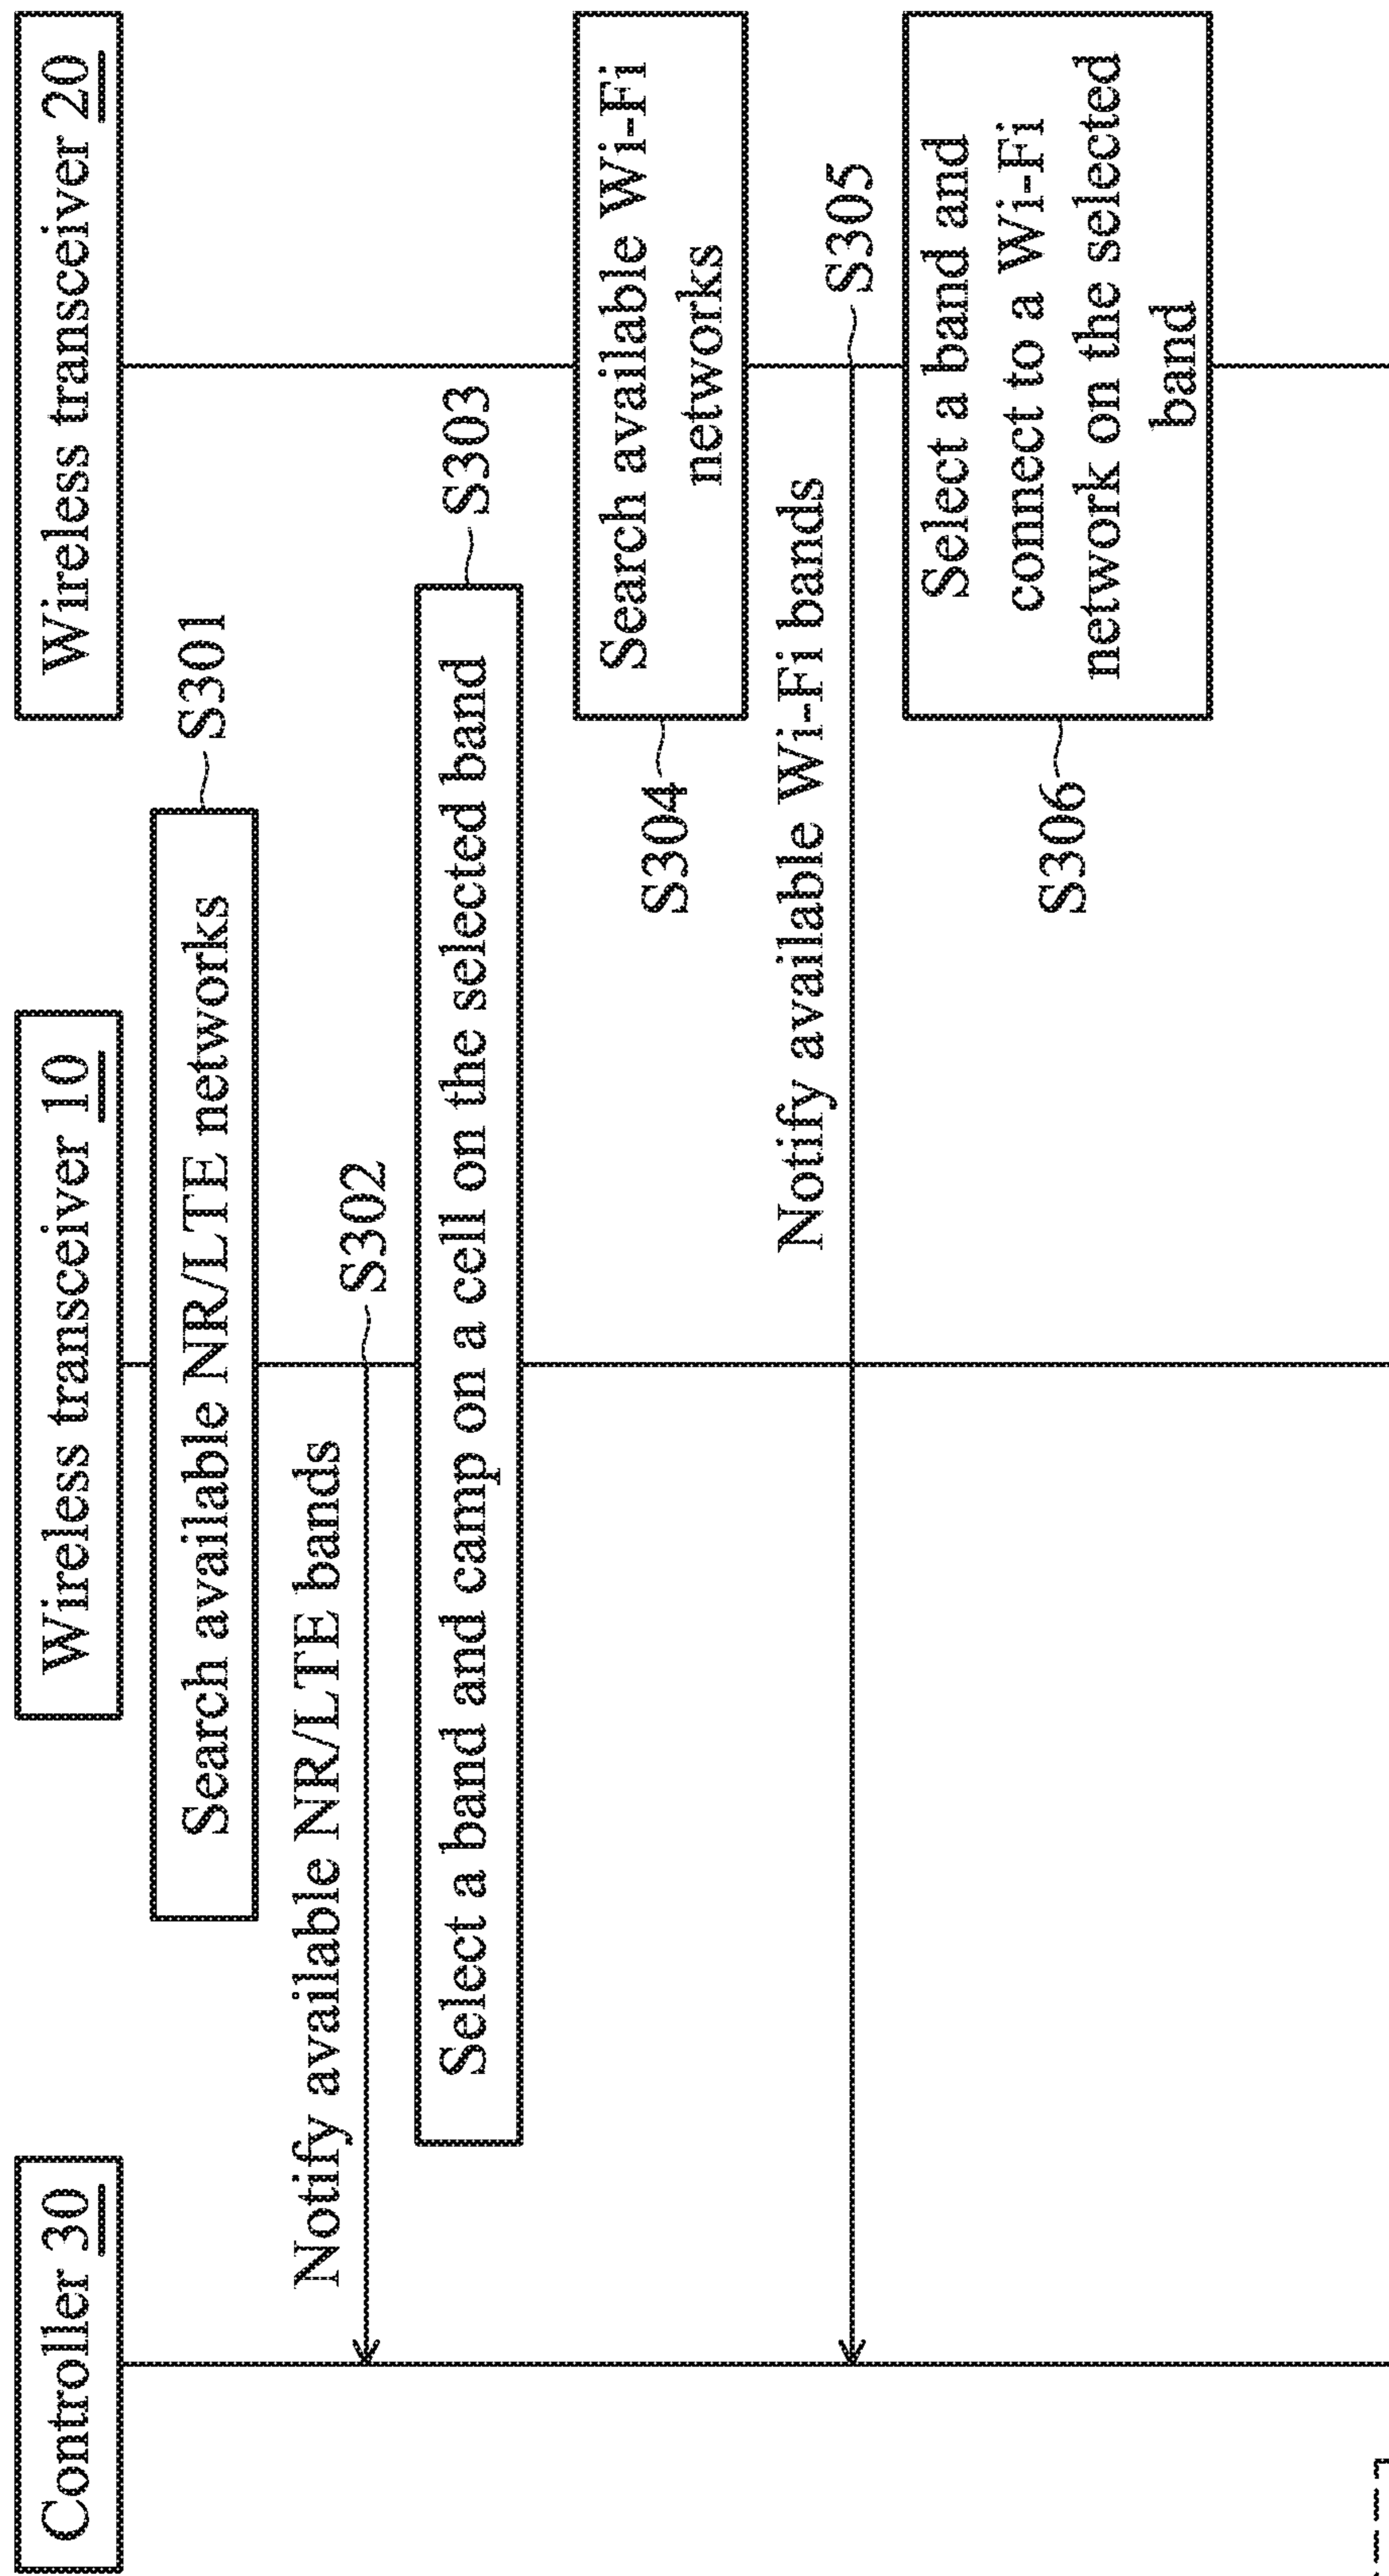 Controller 30
Wireless transceiver 10
Wireless transceiver 20
Search available NR/LTE networks
S301
Notify available NR/LTE bands
S302
Select a band and camp on a cell on the selected band
S303
S304
Search available Wi-Fi
networks
Notify available Wi-Fi bands
S305
S306
Select a band and
connect to a Wi-Fi
network on the selected
band